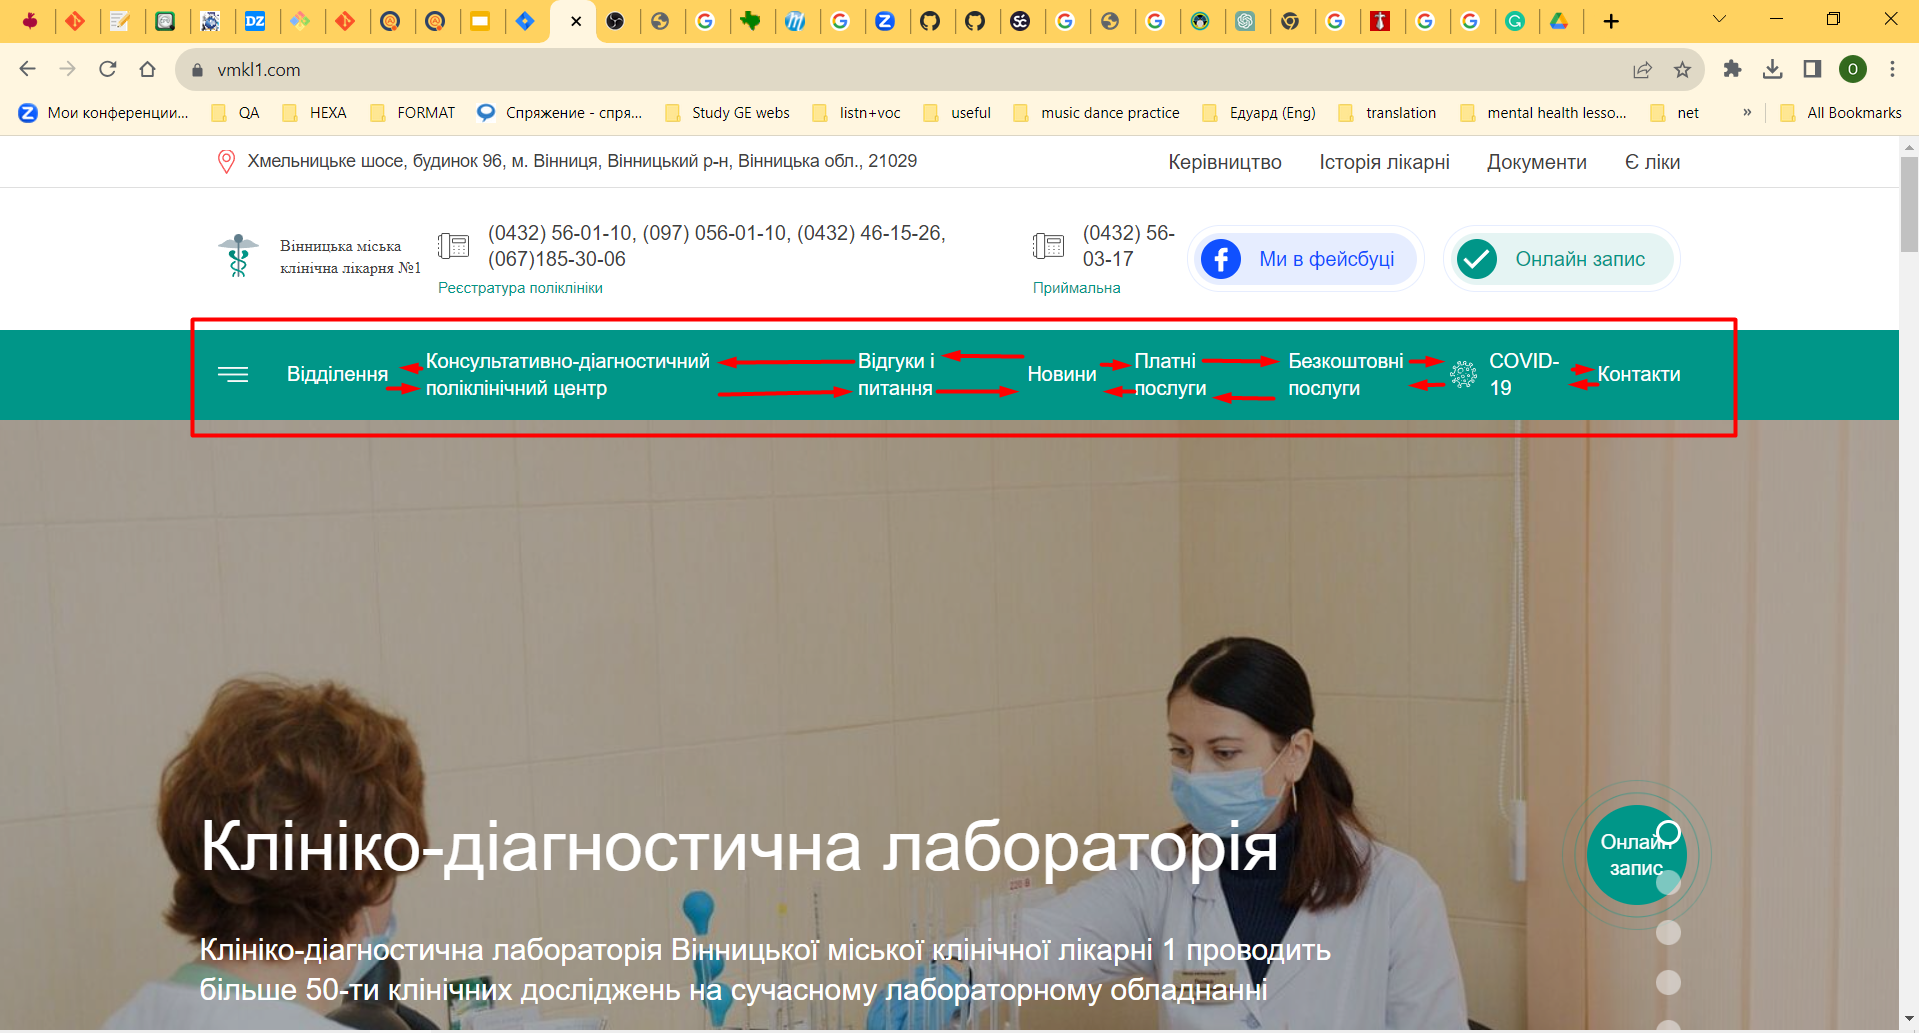 vmkl1.com
Мои конференции...
QA
HEXA
FORMAT
Спряжение - спря...
Study GE webs
listn+voc
useful
music dance practice
Едуард (Eng)
translation
mental health lesso...
net
»
All Bookmarks
Хмельницьке шосе, будинок 96, м. Вінниця, Вінницький р-н, Вінницька обл., 21029
Керівництво
Історія лікарні
Документи
Є ліки
Вінницька міська
клінічна лікарня №1
(0432) 56-01-10, (097) 056-01-10, (0432) 46-15-26,
(067)185-30-06
Реєстратура поліклініки
(0432) 56-
03-17
Приймальна
Ми в фейсбуці
Онлайн запис
Відділення
Консультативно-діагностичний
поліклінічний центр
Відгуки і
питання
Новини
Платні
послуги
Безкоштовні
послуги
COVID-
19
Контакти
Клініко-діагностична лабораторія
Клініко-діагностична лабораторія Вінницької міської клінічної лікарні 1 проводить
більше 50-ти клінічних досліджень на сучасному лабораторному обладнанні
Онлайн
запис
220 В